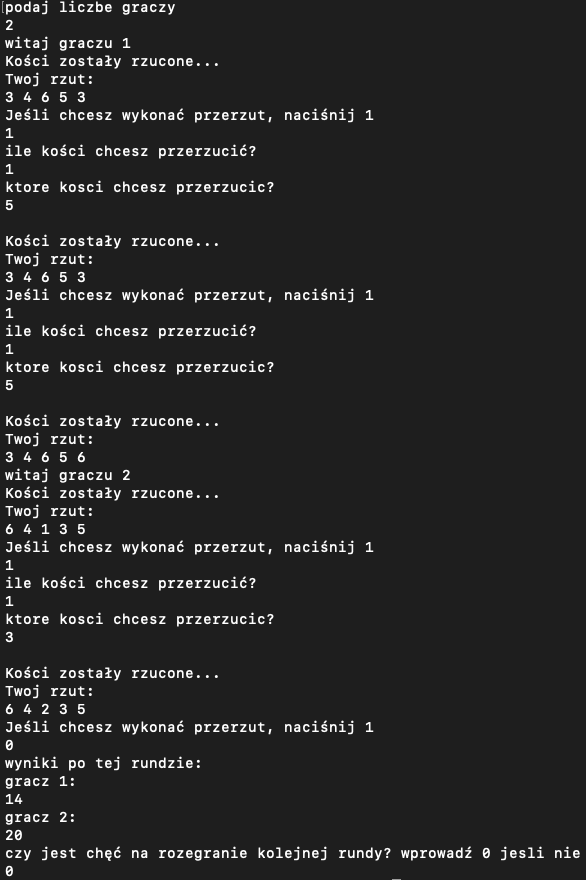 podaj liczbe graczy
2
witaj graczu 1
Kości zostały rzucone...
Twoj rzut:
3 4 6 5 3
Jeśli chcesz wykonać przerzut, naciśnij 1
1
ile kości chcesz przerzucić?
1
ktore kosci chcesz przerzucic?
5
Kości zostały rzucone...
Twoj rzut:
3 4 6 5 3
Jeśli chcesz wykonać przerzut, naciśnij 1
1
ile kości chcesz przerzucić?
1
ktore kosci chcesz przerzucic?
5
Kości zostały rzucone...
Twoj rzut:
3 4 6 5 6
witaj graczu 2
Kości zostały rzucone...
Twoj rzut:
6 4 1 3 5
Jeśli chcesz wykonać przerzut, naciśnij 1
1
ile kości chcesz przerzucić?
1
ktore kosci chcesz przerzucic?
3
Kości zostały rzucone...
Twoj rzut:
6 4 2 3 5
Jeśli chcesz wykonać przerzut, naciśnij 1
0
wyniki po tej rundzie:
gracz 1:
14
gracz 2:
20
czy jest chęć na rozegranie kolejnej rundy? wprowadź 0 jesli nie
0